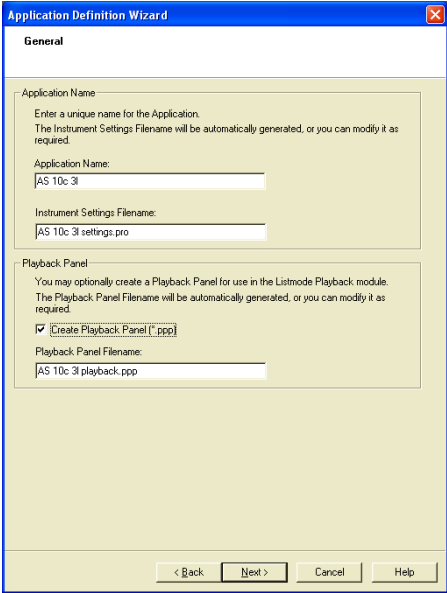 Application Definition Wizard
General
Application Name
Enter a unique name for the Application.
The Instrument Settings Filename will be automatically generated, or you can modify it as
required.
Application Name:
AS 10c 3l
Instrument Settings Filename:
AS 10c 3l settings.pro
Playback Panel
You may optionally create a Playback Panel for use in the Listmode Playback module.
The Playback Panel Filename will be automatically generated, or you can modify it as
required.
Create Playback Panel (*.ppp)
Playback Panel Filename:
AS 10c 3l playback.ppp
< Back Next > Cancel Help